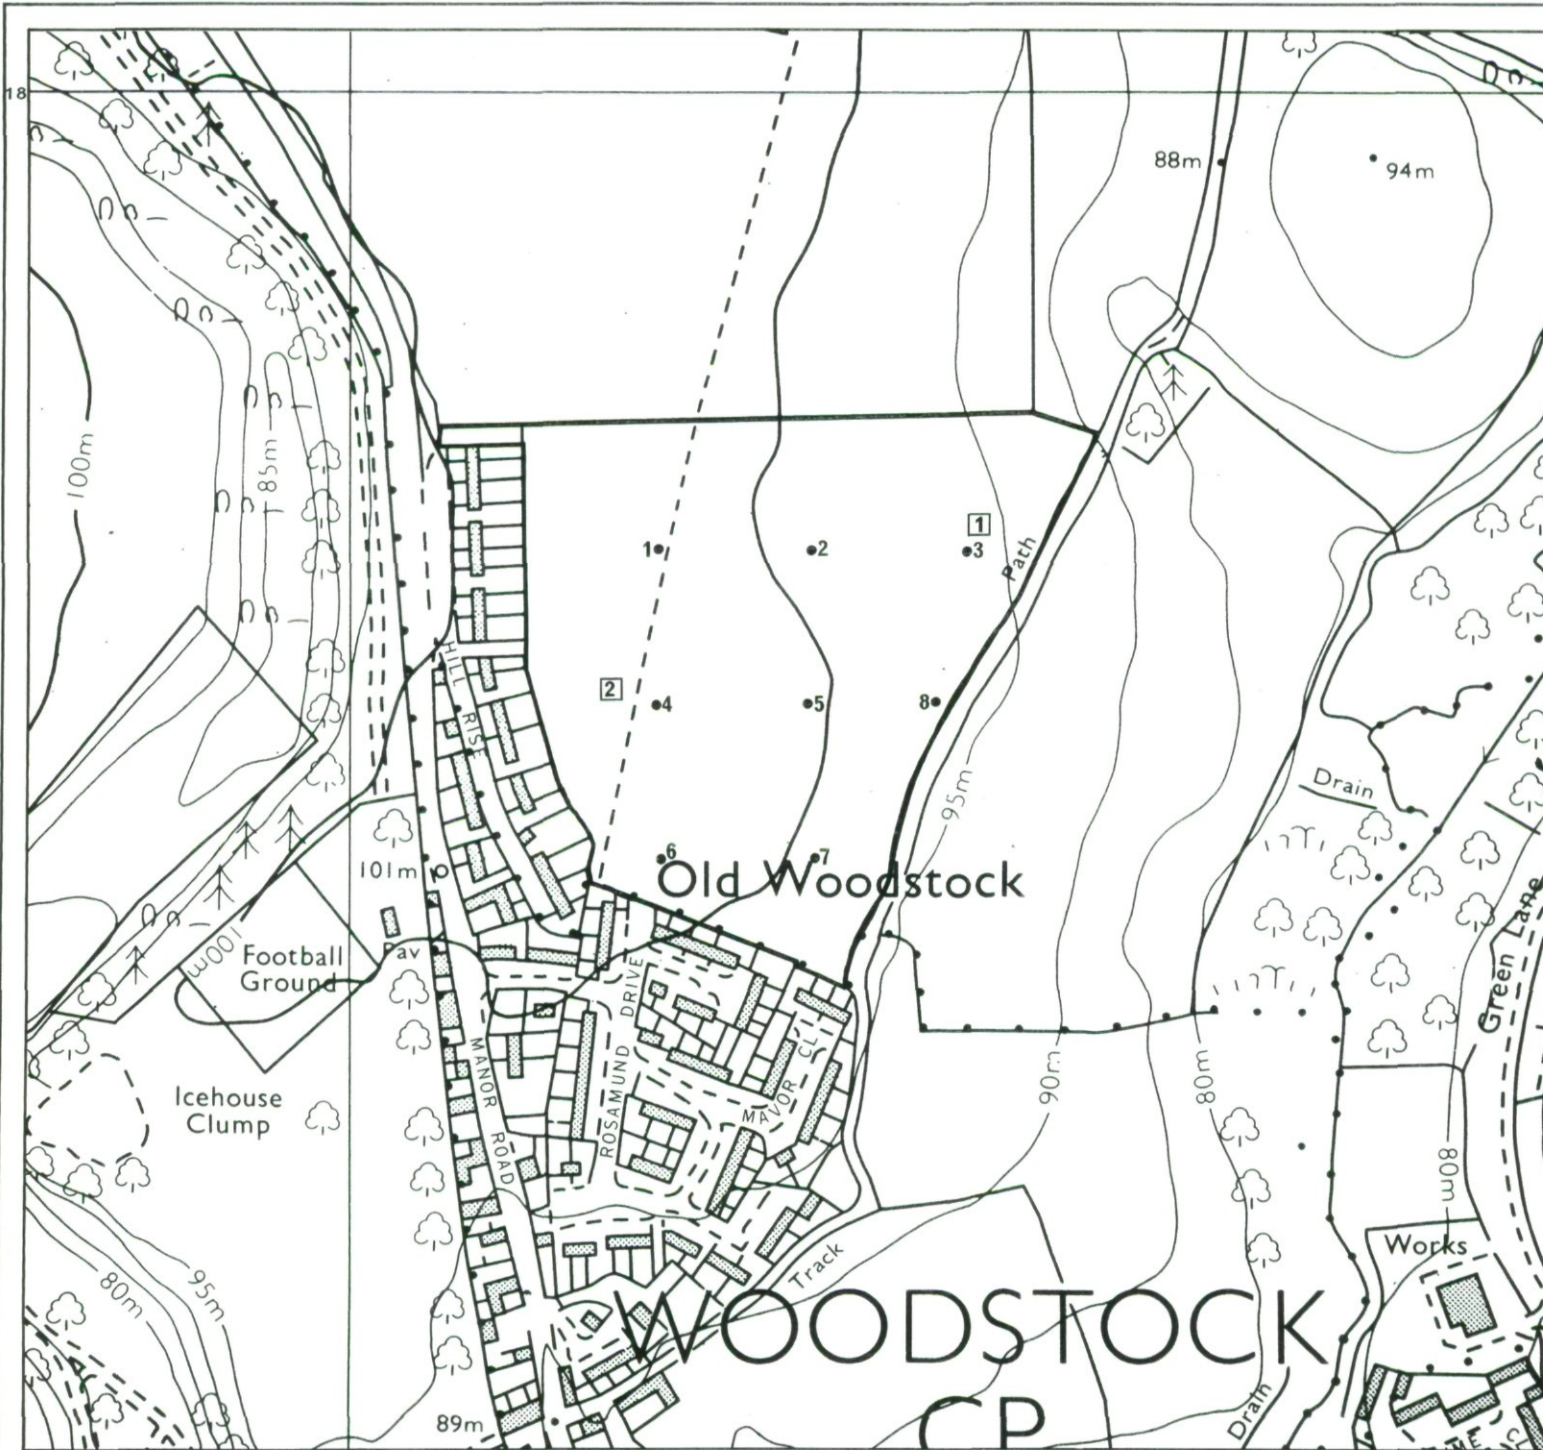 18
88m
94m
100m
85m
1
1
2
3
Path
HILL RISE
2
4
5
8
95m
Drain
6
7
101m
Old Woodstock
Football
Ground
Pav
100m
Green Lane
ROSAMUND DRIVE
MANOR ROAD
MAVOR CL
90m
80m
Icehouse
Clump
80m
Works
Track
95m
80m
WOODSTOCK
CP
Drain
89m